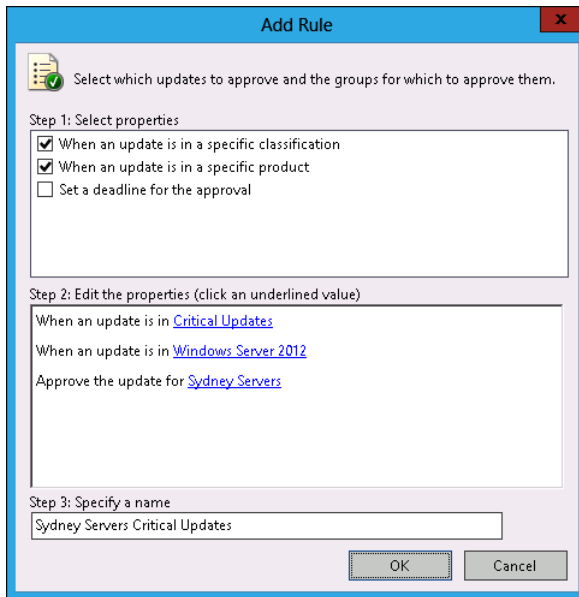 Add Rule
x
Select which updates to approve and the groups for which to approve them.
Step 1: Select properties
When an update is in a specific classification
When an update is in a specific product
Set a deadline for the approval
Step 2: Edit the properties (click an underlined value)
When an update is in Critical Updates
When an update is in Windows Server 2012
Approve the update for Sydney Servers
Step 3: Specify a name
Sydney Servers Critical Updates
OK Cancel